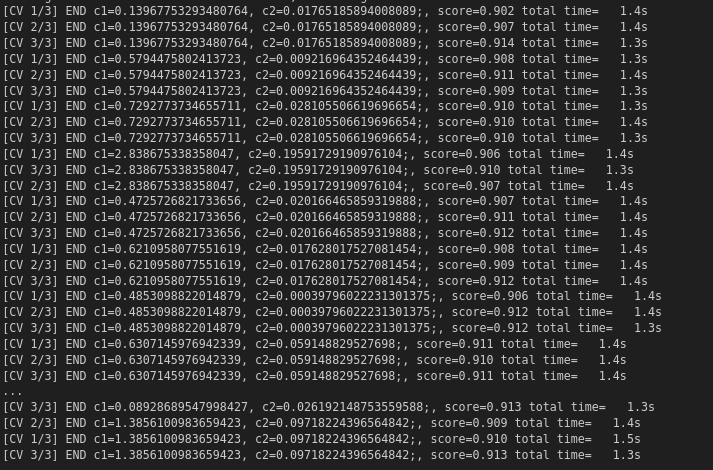 [CV 1/3] END c1=0.13967753293480764, c2=0.01765185894008089;, score=0.902 total time=   1.4s
[CV 2/3] END c1=0.13967753293480764, c2=0.01765185894008089;, score=0.907 total time=   1.4s
[CV 3/3] END c1=0.13967753293480764, c2=0.01765185894008089;, score=0.914 total time=   1.3s
[CV 1/3] END c1=0.5794475802413723, c2=0.009216964352464439;, score=0.908 total time=   1.3s
[CV 2/3] END c1=0.5794475802413723, c2=0.009216964352464439;, score=0.911 total time=   1.4s
[CV 3/3] END c1=0.5794475802413723, c2=0.009216964352464439;, score=0.909 total time=   1.3s
[CV 1/3] END c1=0.7292773734655711, c2=0.028105506619696654;, score=0.910 total time=   1.3s
[CV 2/3] END c1=0.7292773734655711, c2=0.028105506619696654;, score=0.910 total time=   1.4s
[CV 3/3] END c1=0.7292773734655711, c2=0.028105506619696654;, score=0.910 total time=   1.3s
[CV 1/3] END c1=2.838675338358047, c2=0.19591729190976104;, score=0.906 total time=   1.4s
[CV 2/3] END c1=2.838675338358047, c2=0.19591729190976104;, score=0.910 total time=   1.3s
[CV 3/3] END c1=2.838675338358047, c2=0.19591729190976104;, score=0.907 total time=   1.4s
[CV 1/3] END c1=0.4725726821733656, c2=0.020166465859319888;, score=0.907 total time=   1.4s
[CV 2/3] END c1=0.4725726821733656, c2=0.020166465859319888;, score=0.911 total time=   1.4s
[CV 3/3] END c1=0.4725726821733656, c2=0.020166465859319888;, score=0.912 total time=   1.4s
[CV 1/3] END c1=0.6210958077551619, c2=0.017628017527081454;, score=0.908 total time=   1.4s
[CV 2/3] END c1=0.6210958077551619, c2=0.017628017527081454;, score=0.909 total time=   1.4s
[CV 3/3] END c1=0.6210958077551619, c2=0.017628017527081454;, score=0.912 total time=   1.4s
[CV 1/3] END c1=0.4853098822014879, c2=0.00039796022231301375;, score=0.906 total time=   1.4s
[CV 2/3] END c1=0.4853098822014879, c2=0.00039796022231301375;, score=0.912 total time=   1.4s
[CV 3/3] END c1=0.4853098822014879, c2=0.00039796022231301375;, score=0.912 total time=   1.3s
[CV 1/3] END c1=0.6307145976942339, c2=0.059148829527698;, score=0.911 total time=   1.4s
[CV 2/3] END c1=0.6307145976942339, c2=0.059148829527698;, score=0.910 total time=   1.4s
[CV 3/3] END c1=0.6307145976942339, c2=0.059148829527698;, score=0.911 total time=   1.4s
...
[CV 3/3] END c1=0.08928689547998427, c2=0.026192148753559588;, score=0.913 total time=   1.3s
[CV 2/3] END c1=1.3856100983659423, c2=0.09718224396564842;, score=0.909 total time=   1.4s
[CV 1/3] END c1=1.3856100983659423, c2=0.09718224396564842;, score=0.910 total time=   1.5s
[CV 3/3] END c1=1.3856100983659423, c2=0.09718224396564842;, score=0.913 total time=   1.3s